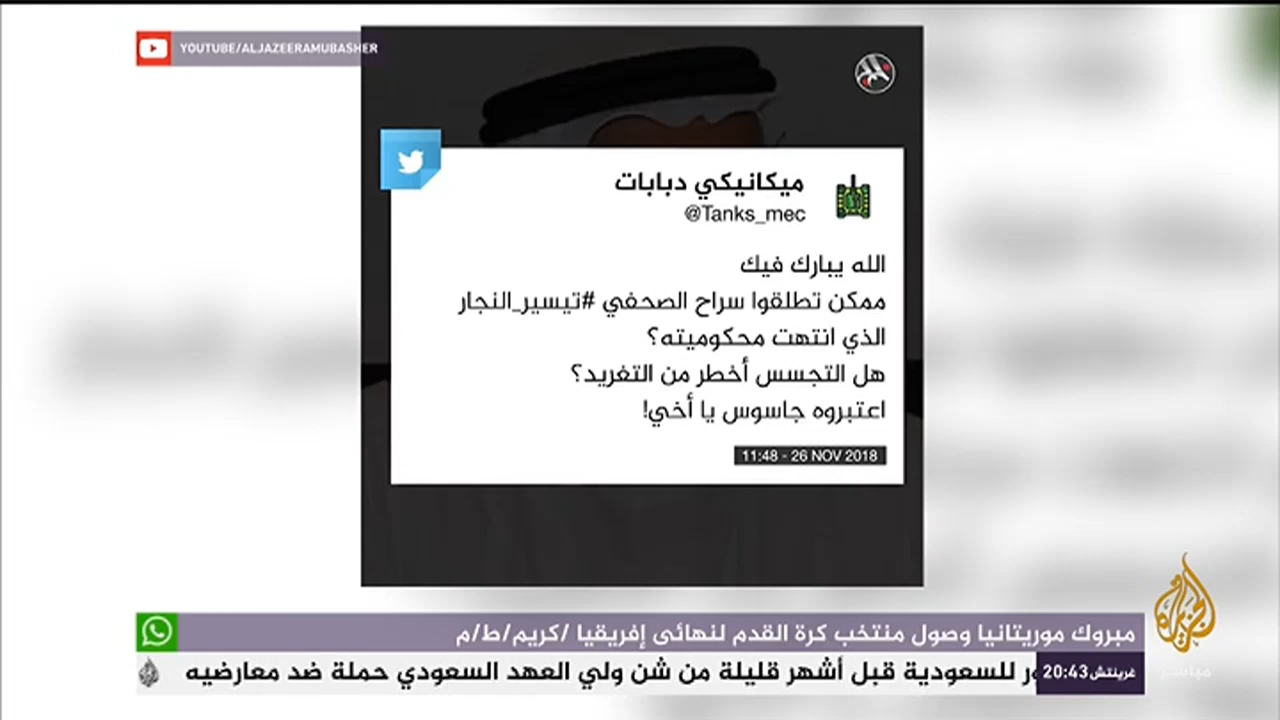 YOUTUBE/ALJAZEERAMUBASHER
ميكانيكي دبابات
@Tanks_mec
الله يبارك فيك
ممكن تطلقوا سراح الصحفي #تيسير_النجار
الذي انتهت محكوميته؟
هل التجسس أخطر من التغريد؟
اعتبروه جاسوس يا أخي!
11:48 - 26 NOV 2018
مبروك موريتانيا وصول منتخب كرة القدم لنهائى إفريقيا /كريم/ط/م
غرينتش 20:43
للسعودية قبل أشهر قليلة من شن ولي العهد السعودي حملة ضد معارضيه
الجزيرة
مباشر